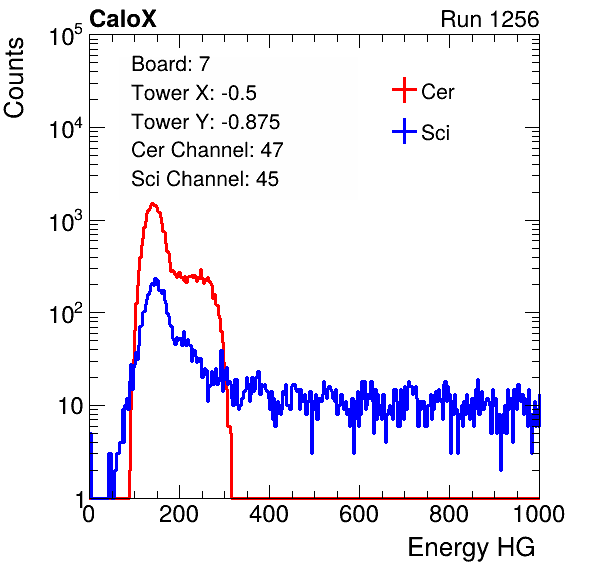 CaloX Run 1256
Counts
10^5
10^4
10^3
10^2
10
1
Board: 7
Tower X: -0.5
Tower Y: -0.875
Cer Channel: 47
Sci Channel: 45
Cer
Sci
0 200 400 600 800 1000
Energy HG